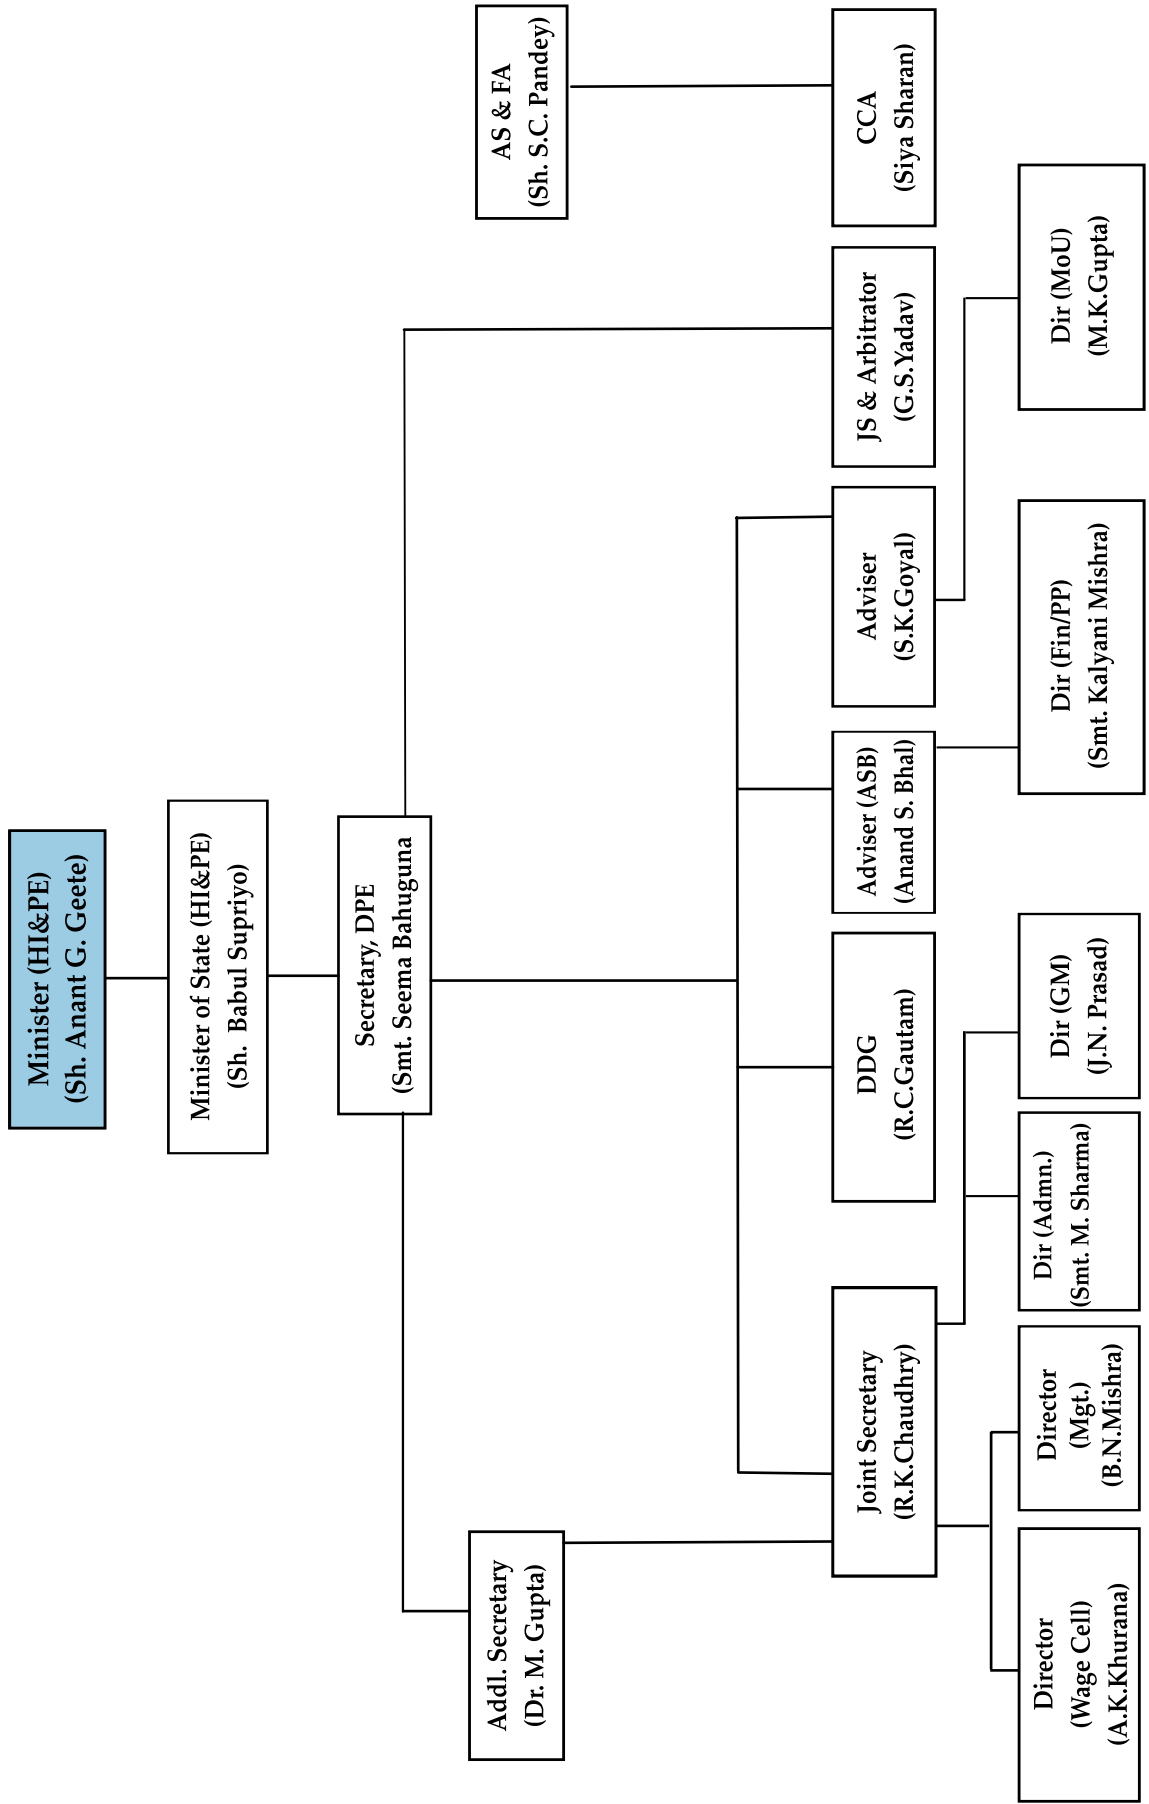 Minister (HI&PE)
(Sh. Anant G. Geete)
Minister of State (HI&PE)
(Sh. Babul Supriyo)
Secretary, DPE
(Smt. Seema Bahuguna
Addl. Secretary
(Dr. M. Gupta)
AS & FA
(Sh. S.C. Pandey)
Joint Secretary
(R.K.Chaudhry)
DDG
(R.C.Gautam)
Adviser (ASB)
(Anand S. Bhal)
Adviser
(S.K.Goyal)
JS & Arbitrator
(G.S.Yadav)
CCA
(Siya Sharan)
Director
(Wage Cell)
(A.K.Khurana)
Director
(Mgt.)
(B.N.Mishra)
Dir (Admn.)
(Smt. M. Sharma)
Dir (GM)
(J.N. Prasad)
Dir (Fin/PP)
(Smt. Kalyani Mishra)
Dir (MoU)
(M.K.Gupta)